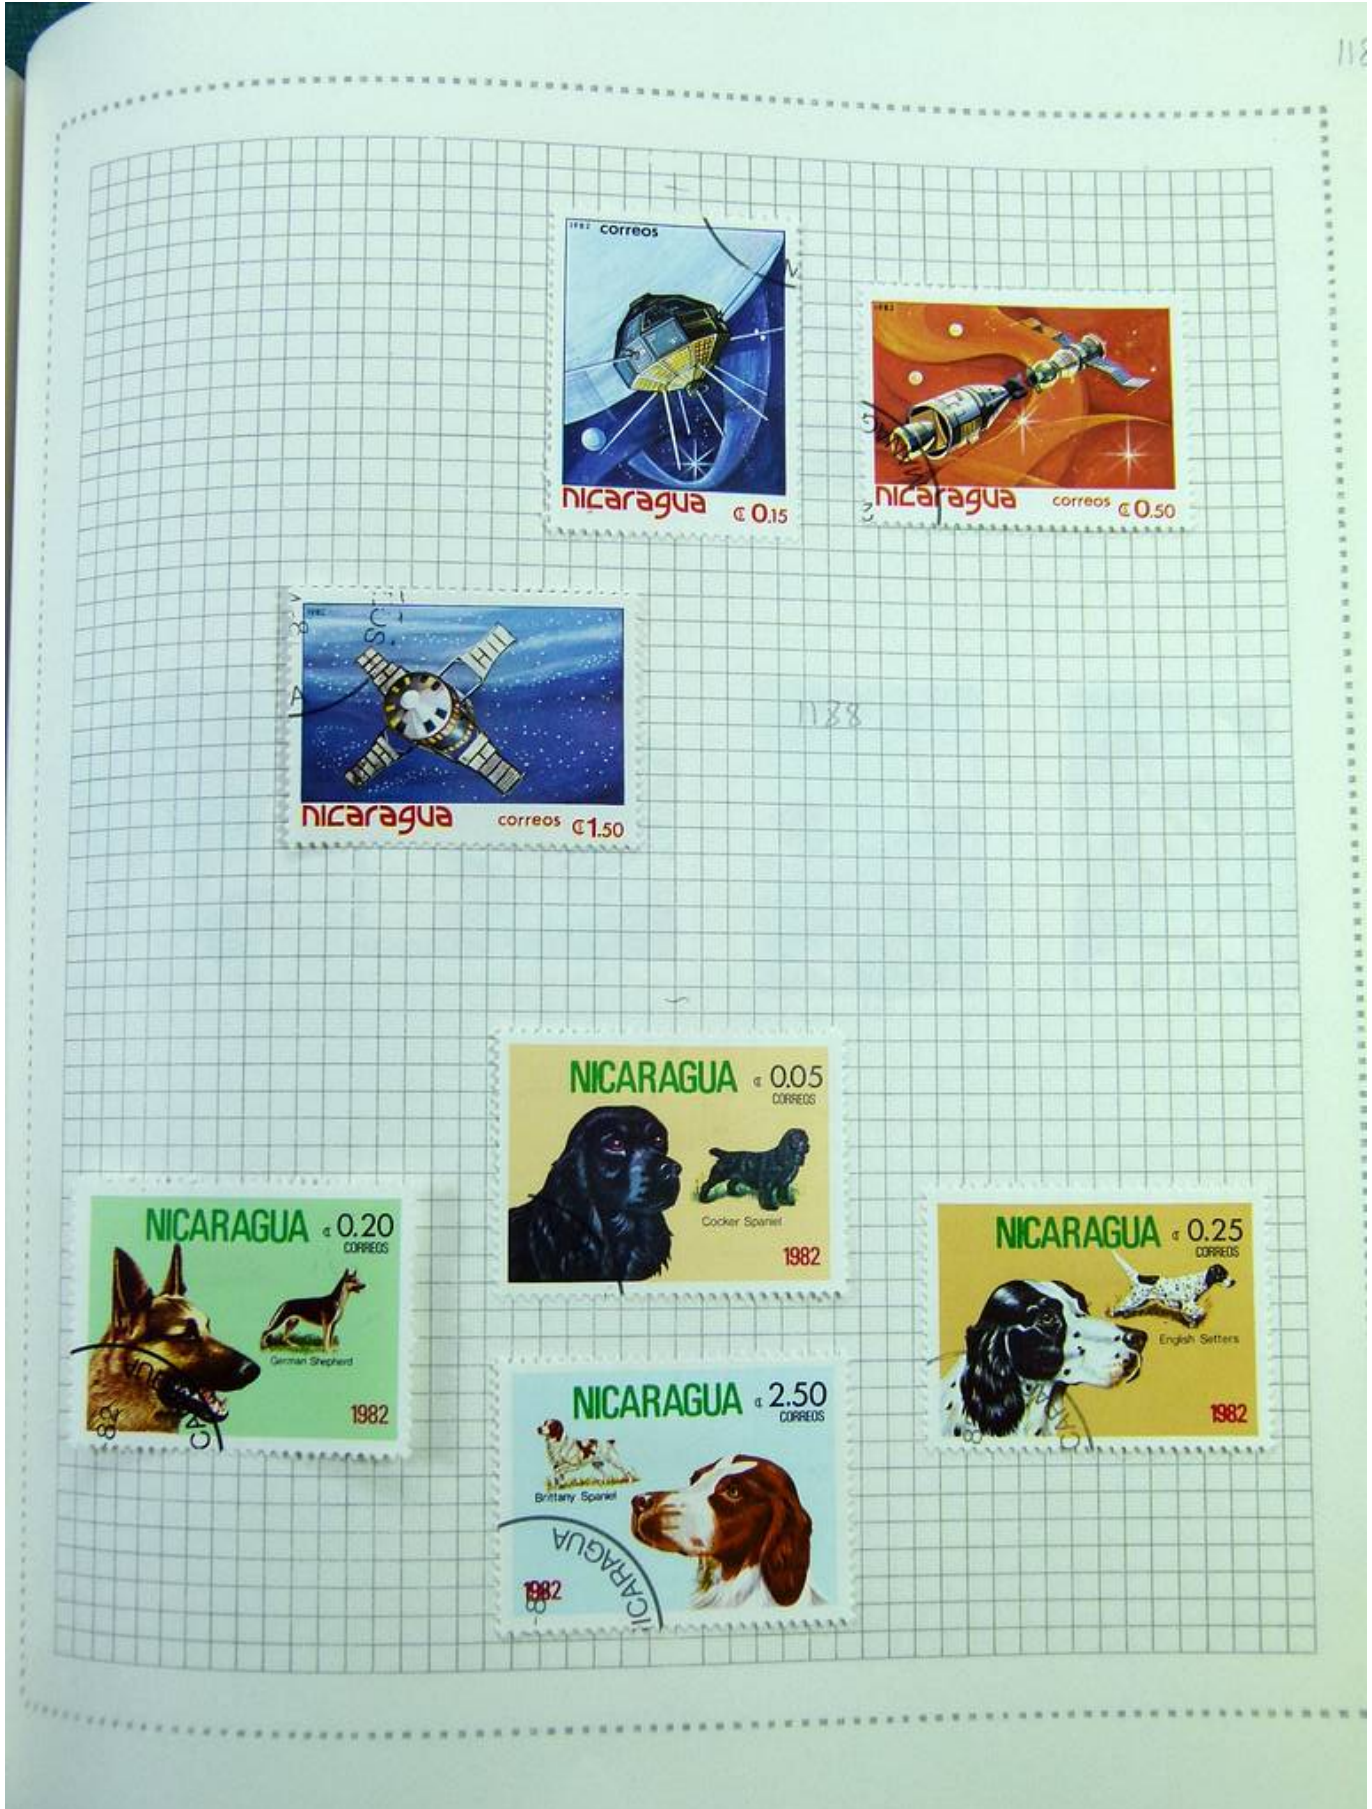 118
1982 correos
nicaragua ₡ 0.15
1982
nicaragua correos ₡ 0.50
1982
nicaragua correos ₡ 1.50
1188
NICARAGUA ₡ 0.05
CORREOS
Cocker Spaniel
1982
NICARAGUA ₡ 0.20
CORREOS
German Shepherd
1982
NICARAGUA ₡ 0.25
CORREOS
English Setters
1982
NICARAGUA ₡ 2.50
CORREOS
Brittany Spaniel
1982
ICARAGUA